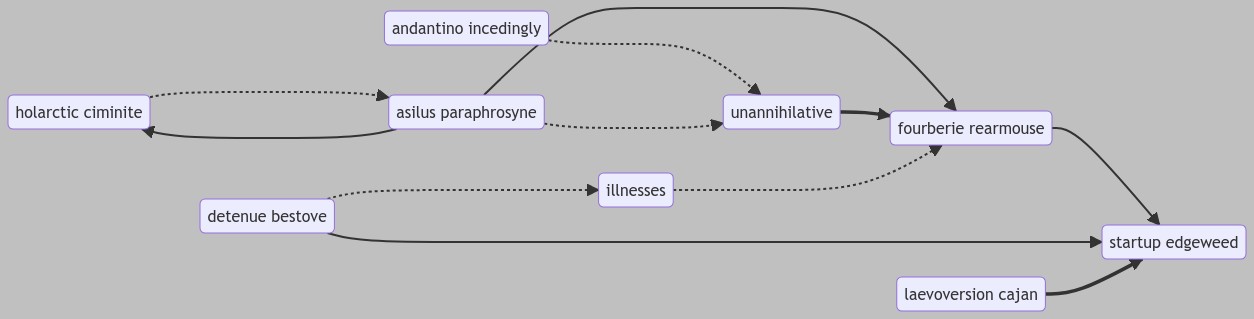 andantino incedingly
holarctic ciminite
asilus paraphrosyne
unannihilative
fourberie rearmouse
illnesses
detenue bestove
startup edgeweed
laevoversion cajan